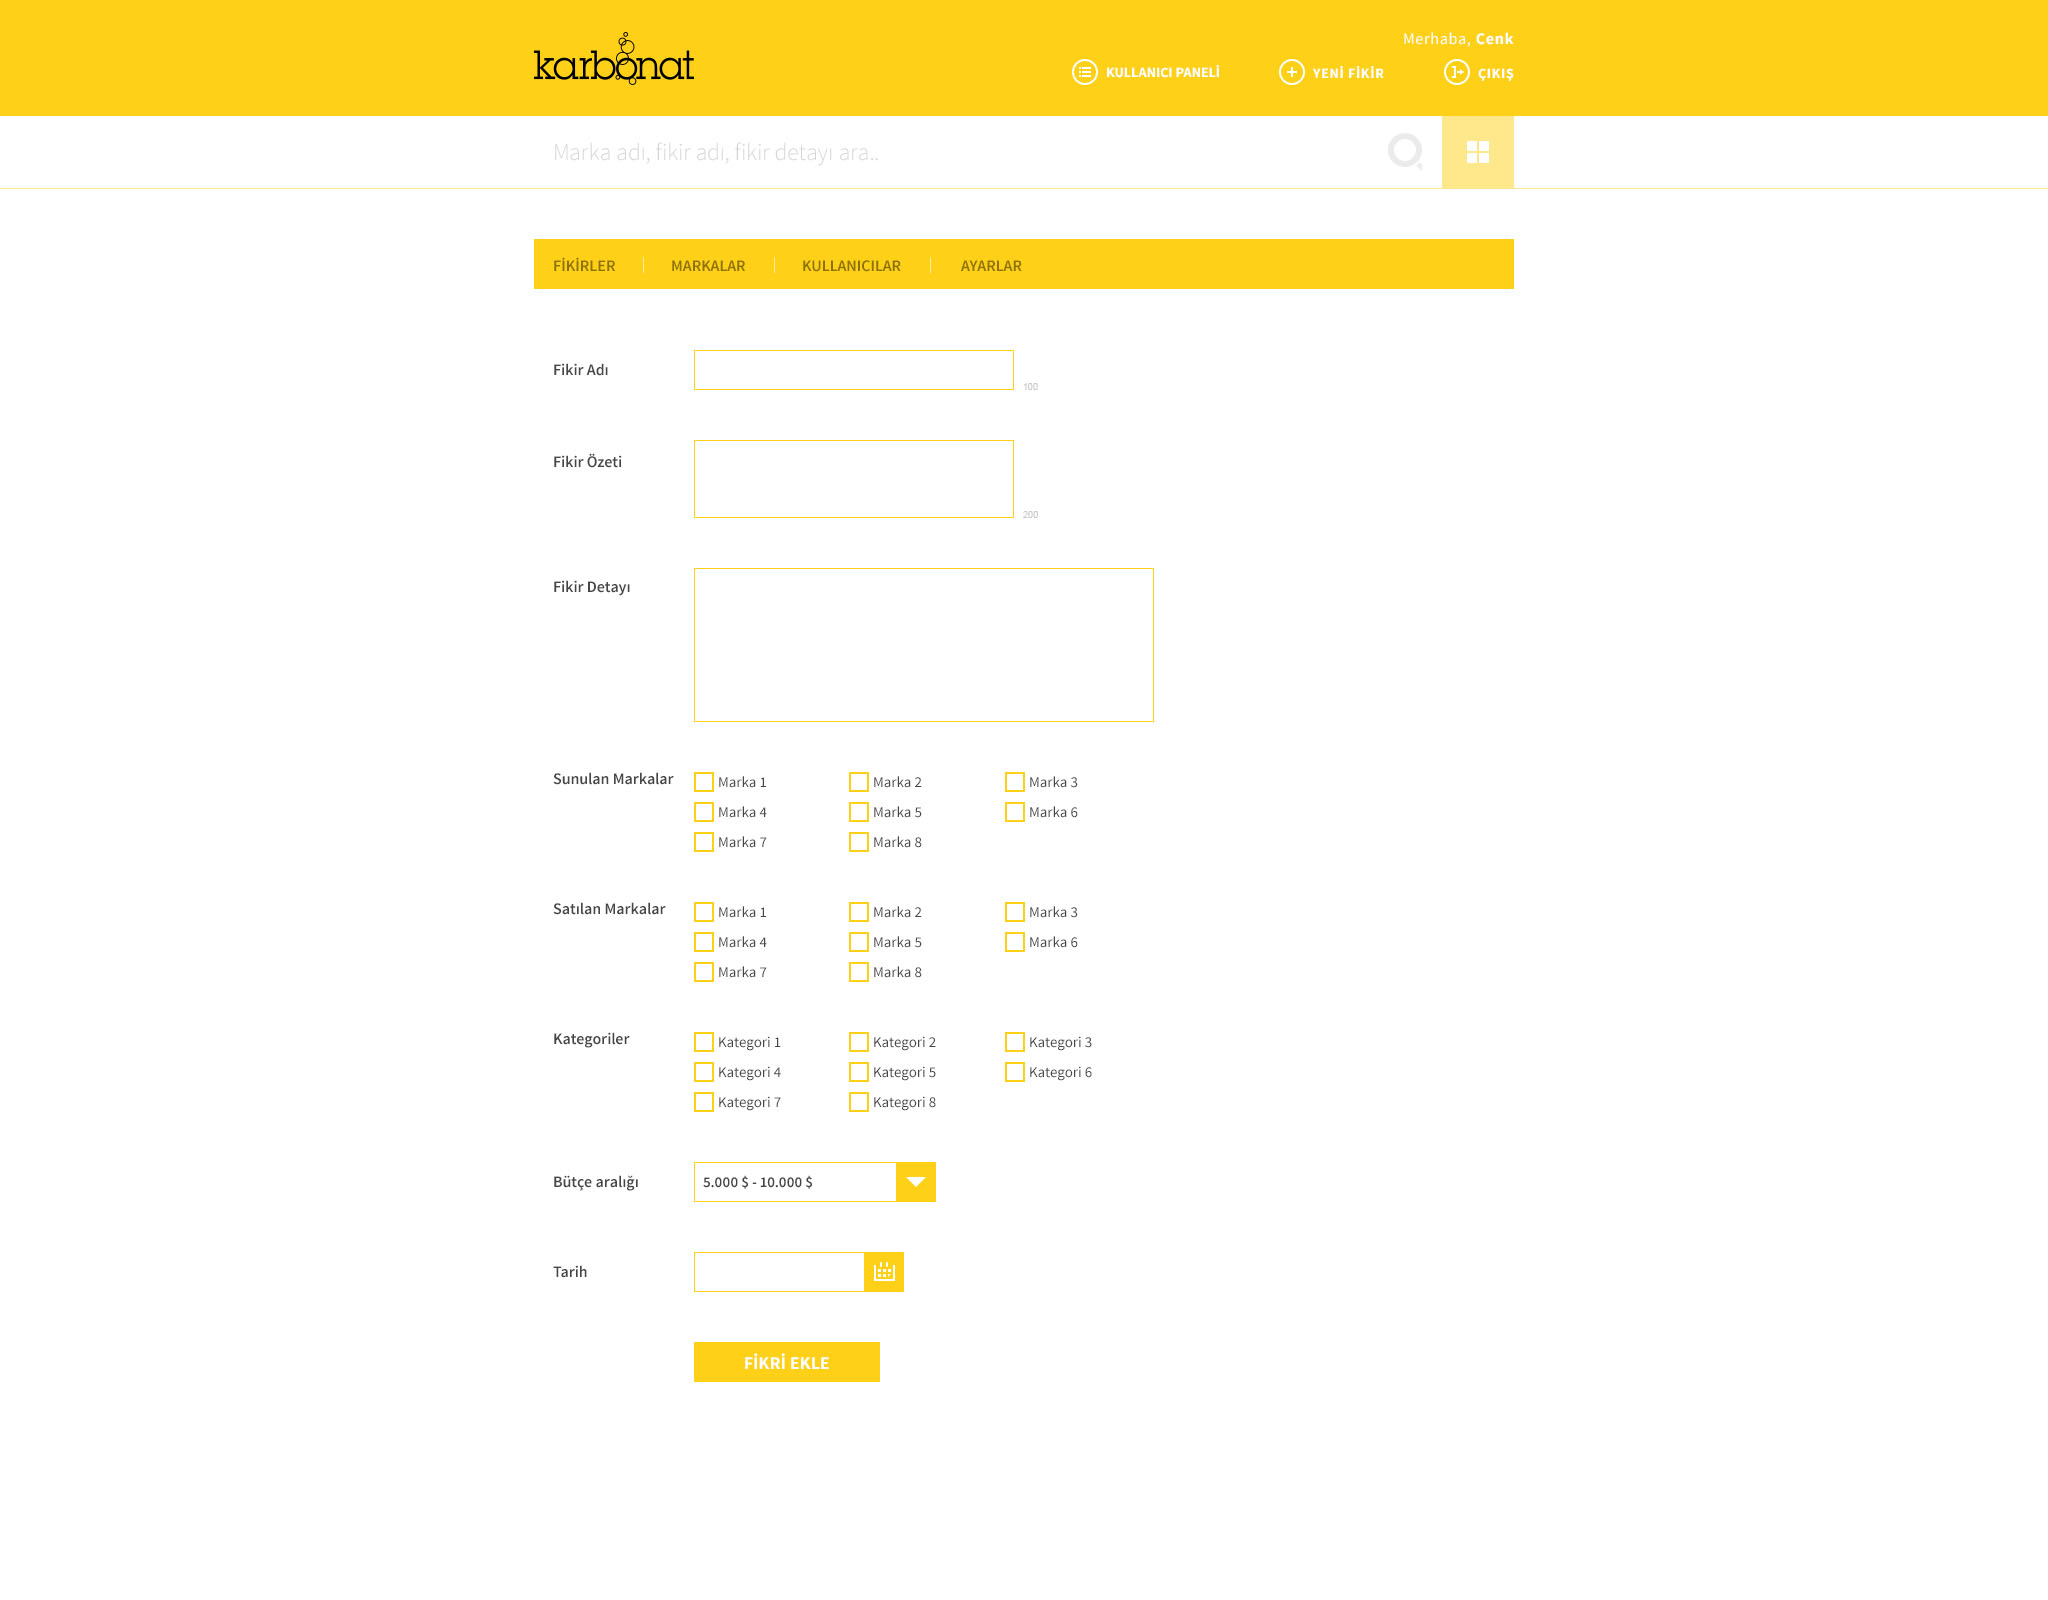 karbonat
Merhaba, Cenk
KULLANICI PANELİ
YENİ FİKİR
ÇIKIŞ
Marka adı, fikir adı, fikir detayı ara..
FİKİRLER MARKALAR KULLANICILAR AYARLAR
Fikir Adı
100
Fikir Özeti
200
Fikir Detayı
Sunulan Markalar
Marka 1 Marka 2 Marka 3
Marka 4 Marka 5 Marka 6
Marka 7 Marka 8
Satılan Markalar
Marka 1 Marka 2 Marka 3
Marka 4 Marka 5 Marka 6
Marka 7 Marka 8
Kategoriler
Kategori 1 Kategori 2 Kategori 3
Kategori 4 Kategori 5 Kategori 6
Kategori 7 Kategori 8
Bütçe aralığı
5.000 $ - 10.000 $
Tarih
FİKRİ EKLE